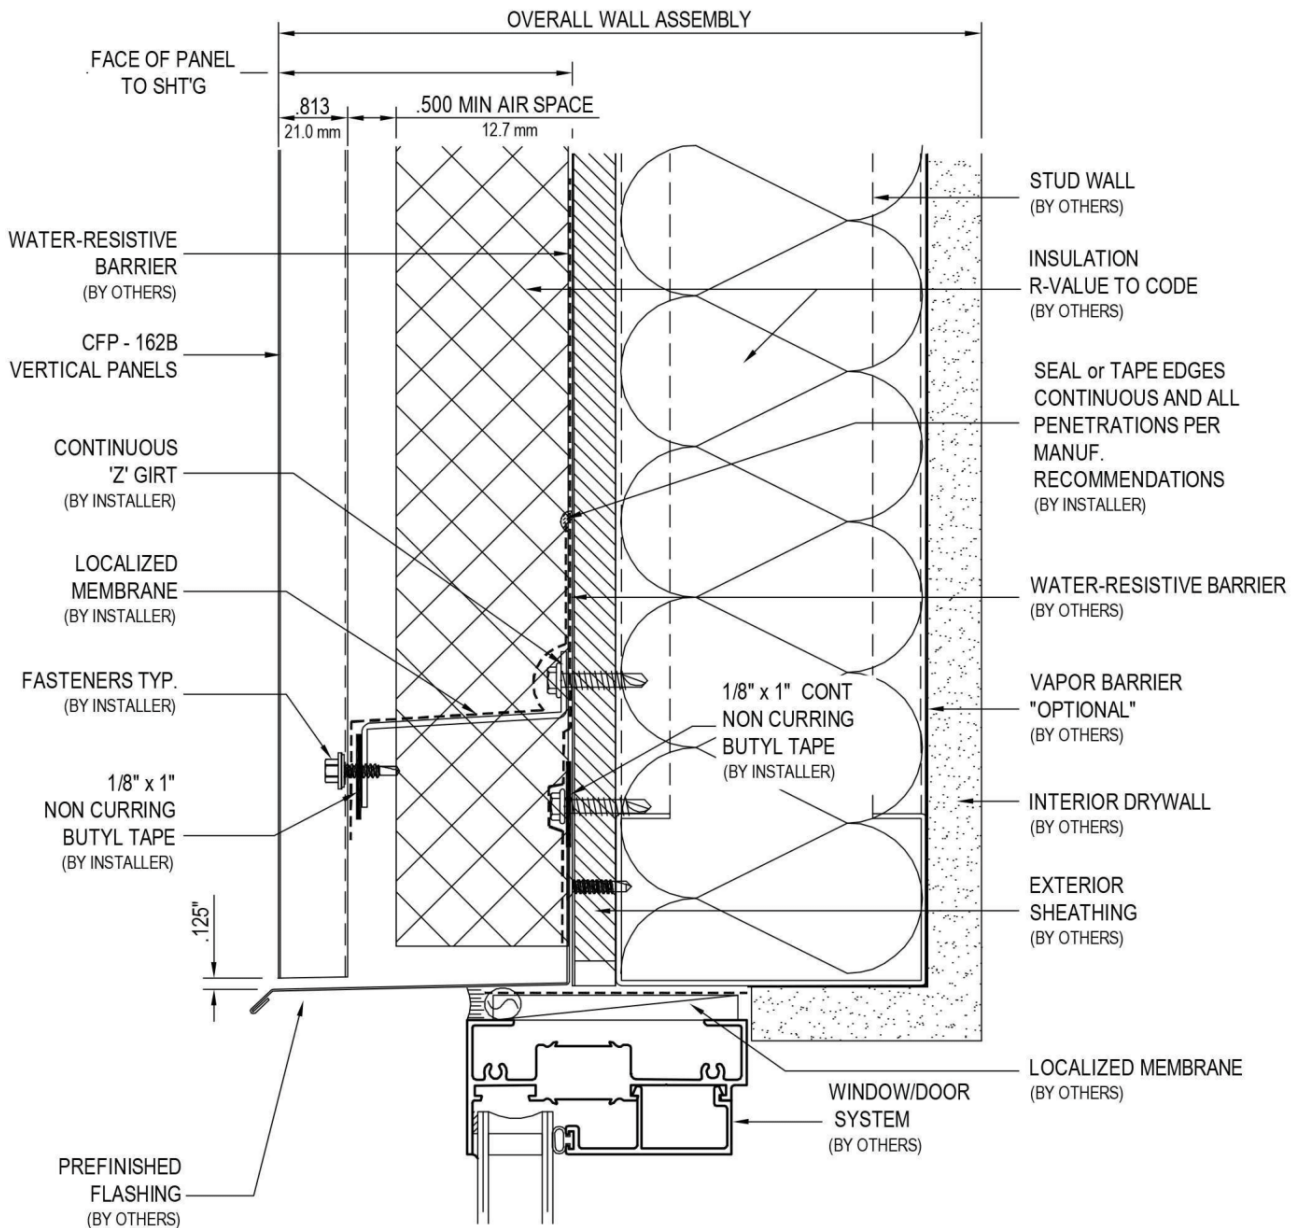 OVERALL WALL ASSEMBLY
FACE OF PANEL
TO SHT'G
.813
21.0 mm
.500 MIN AIR SPACE
12.7 mm
WATER-RESISTIVE
BARRIER
(BY OTHERS)
CFP - 162B
VERTICAL PANELS
CONTINUOUS
'Z' GIRT
(BY INSTALLER)
LOCALIZED
MEMBRANE
(BY INSTALLER)
FASTENERS TYP.
(BY INSTALLER)
1/8" x 1"
NON CURRING
BUTYL TAPE
(BY INSTALLER)
.125"
PREFINISHED
FLASHING
(BY OTHERS)
1/8" x 1" CONT
NON CURRING
BUTYL TAPE
(BY INSTALLER)
STUD WALL
(BY OTHERS)
INSULATION
R-VALUE TO CODE
(BY OTHERS)
SEAL or TAPE EDGES
CONTINUOUS AND ALL
PENETRATIONS PER
MANUF.
RECOMMENDATIONS
(BY INSTALLER)
WATER-RESISTIVE BARRIER
(BY OTHERS)
VAPOR BARRIER
"OPTIONAL"
(BY OTHERS)
INTERIOR DRYWALL
(BY OTHERS)
EXTERIOR
SHEATHING
(BY OTHERS)
LOCALIZED MEMBRANE
(BY OTHERS)
WINDOW/DOOR
SYSTEM
(BY OTHERS)